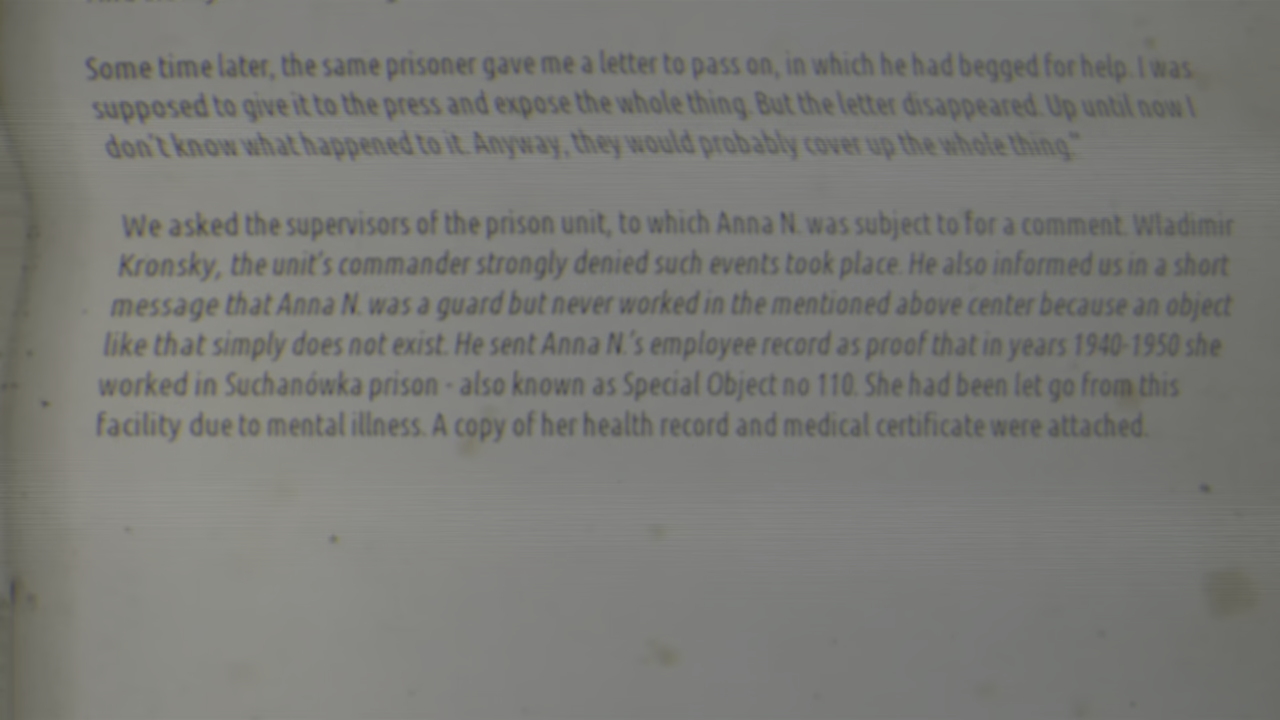 Some time later, the same prisoner gave me a letter to pass on, in which he had begged for help. I was
supposed to give it to the press and expose the whole thing. But the letter disappeared. Up until now I
don't know what happened to it. Anyway, they would probably cover up the whole thing."
We asked the supervisors of the prison unit, to which Anna N. was subject to for a comment. Wladimir
Kronsky, the unit's commander strongly denied such events took place. He also informed us in a short
message that Anna N. was a guard but never worked in the mentioned above center because an object
like that simply does not exist. He sent Anna N.'s employee record as proof that in years 1940-1950 she
worked in Suchanówka prison - also known as Special Object no 110. She had been let go from this
facility due to mental illness. A copy of her health record and medical certificate were attached.